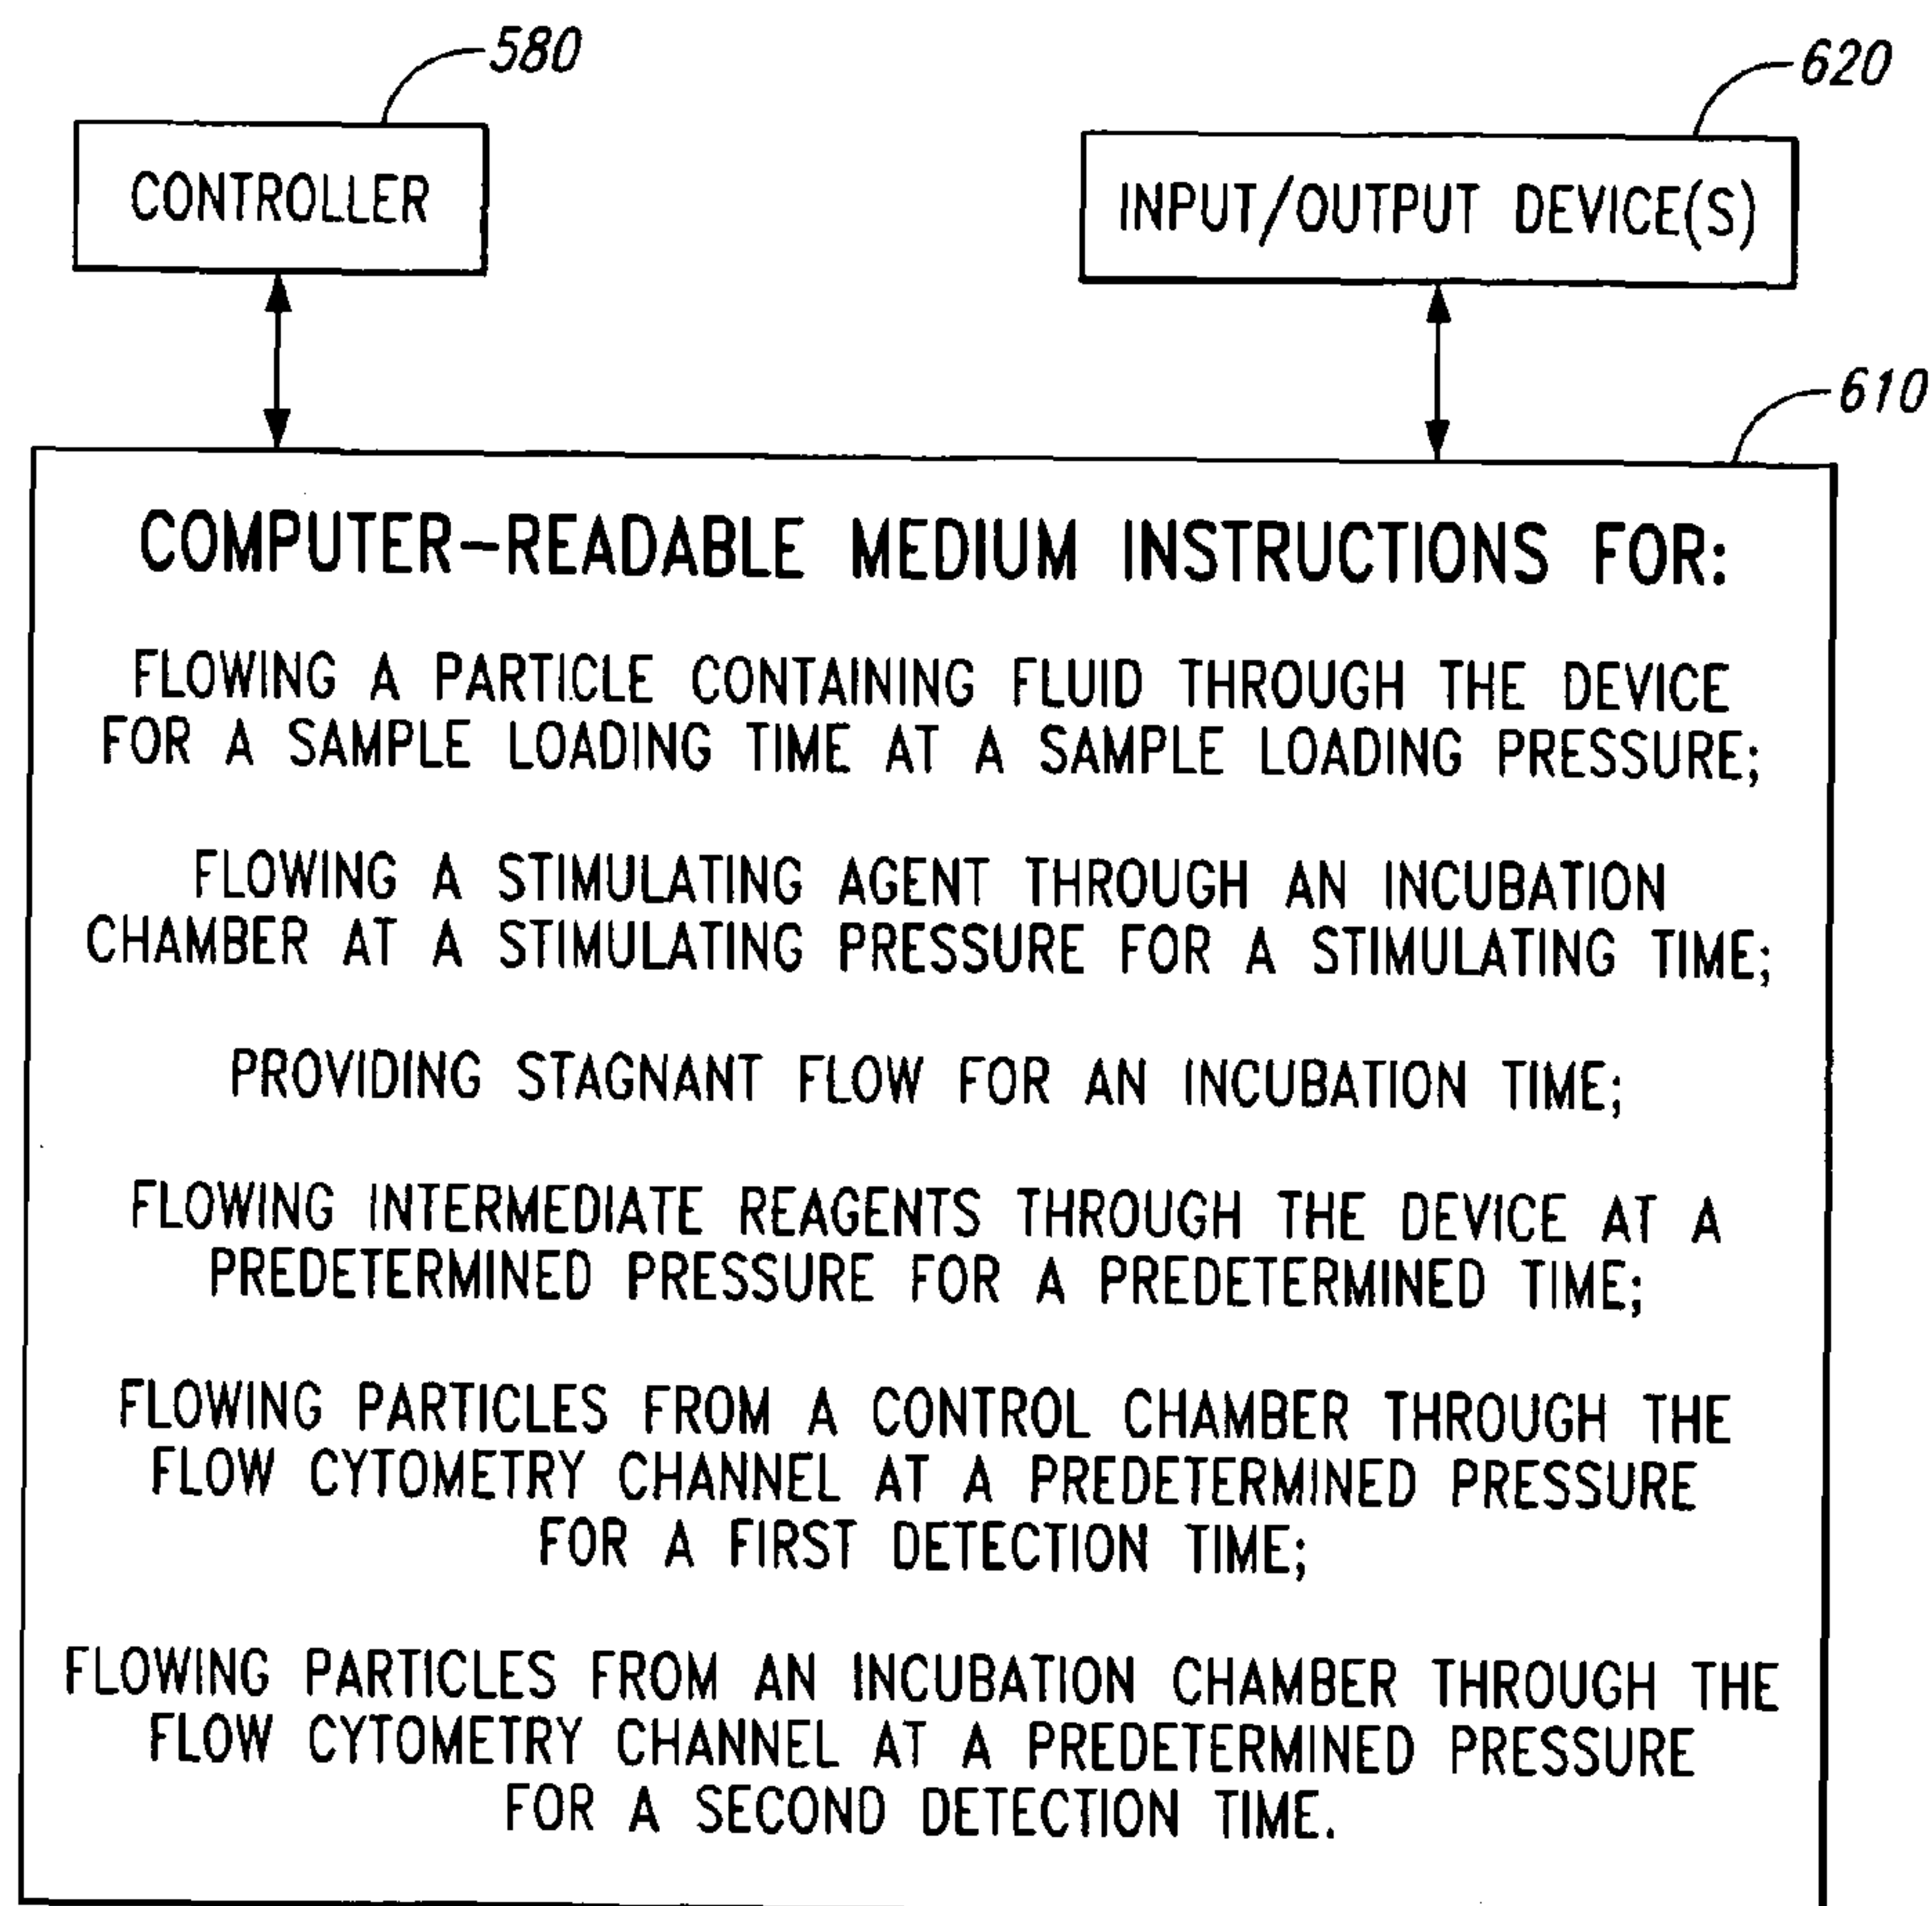 580
620
CONTROLLER
INPUT/OUTPUT DEVICE(S)
610
COMPUTER-READABLE MEDIUM INSTRUCTIONS FOR:
FLOWING A PARTICLE CONTAINING FLUID THROUGH THE DEVICE
FOR A SAMPLE LOADING TIME AT A SAMPLE LOADING PRESSURE;
FLOWING A STIMULATING AGENT THROUGH AN INCUBATION
CHAMBER AT A STIMULATING PRESSURE FOR A STIMULATING TIME;
PROVIDING STAGNANT FLOW FOR AN INCUBATION TIME;
FLOWING INTERMEDIATE REAGENTS THROUGH THE DEVICE AT A
PREDETERMINED PRESSURE FOR A PREDETERMINED TIME;
FLOWING PARTICLES FROM A CONTROL CHAMBER THROUGH THE
FLOW CYTOMETRY CHANNEL AT A PREDETERMINED PRESSURE
FOR A FIRST DETECTION TIME;
FLOWING PARTICLES FROM AN INCUBATION CHAMBER THROUGH THE
FLOW CYTOMETRY CHANNEL AT A PREDETERMINED PRESSURE
FOR A SECOND DETECTION TIME.